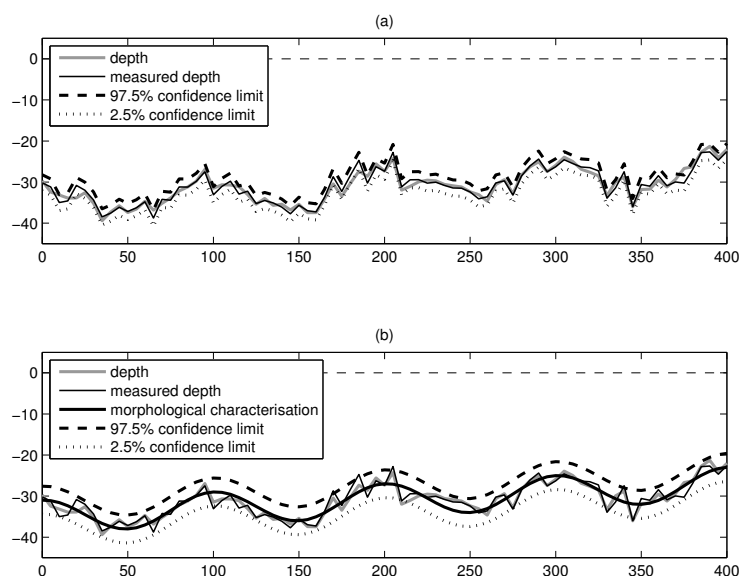 (a)
0
−10
−20
−30
−40
depth
measured depth
97.5% confidence limit
2.5% confidence limit
0 50 100 150 200 250 300 350 400
(b)
0
−10
−20
−30
−40
depth
measured depth
morphological characterisation
97.5% confidence limit
2.5% confidence limit
0 50 100 150 200 250 300 350 400